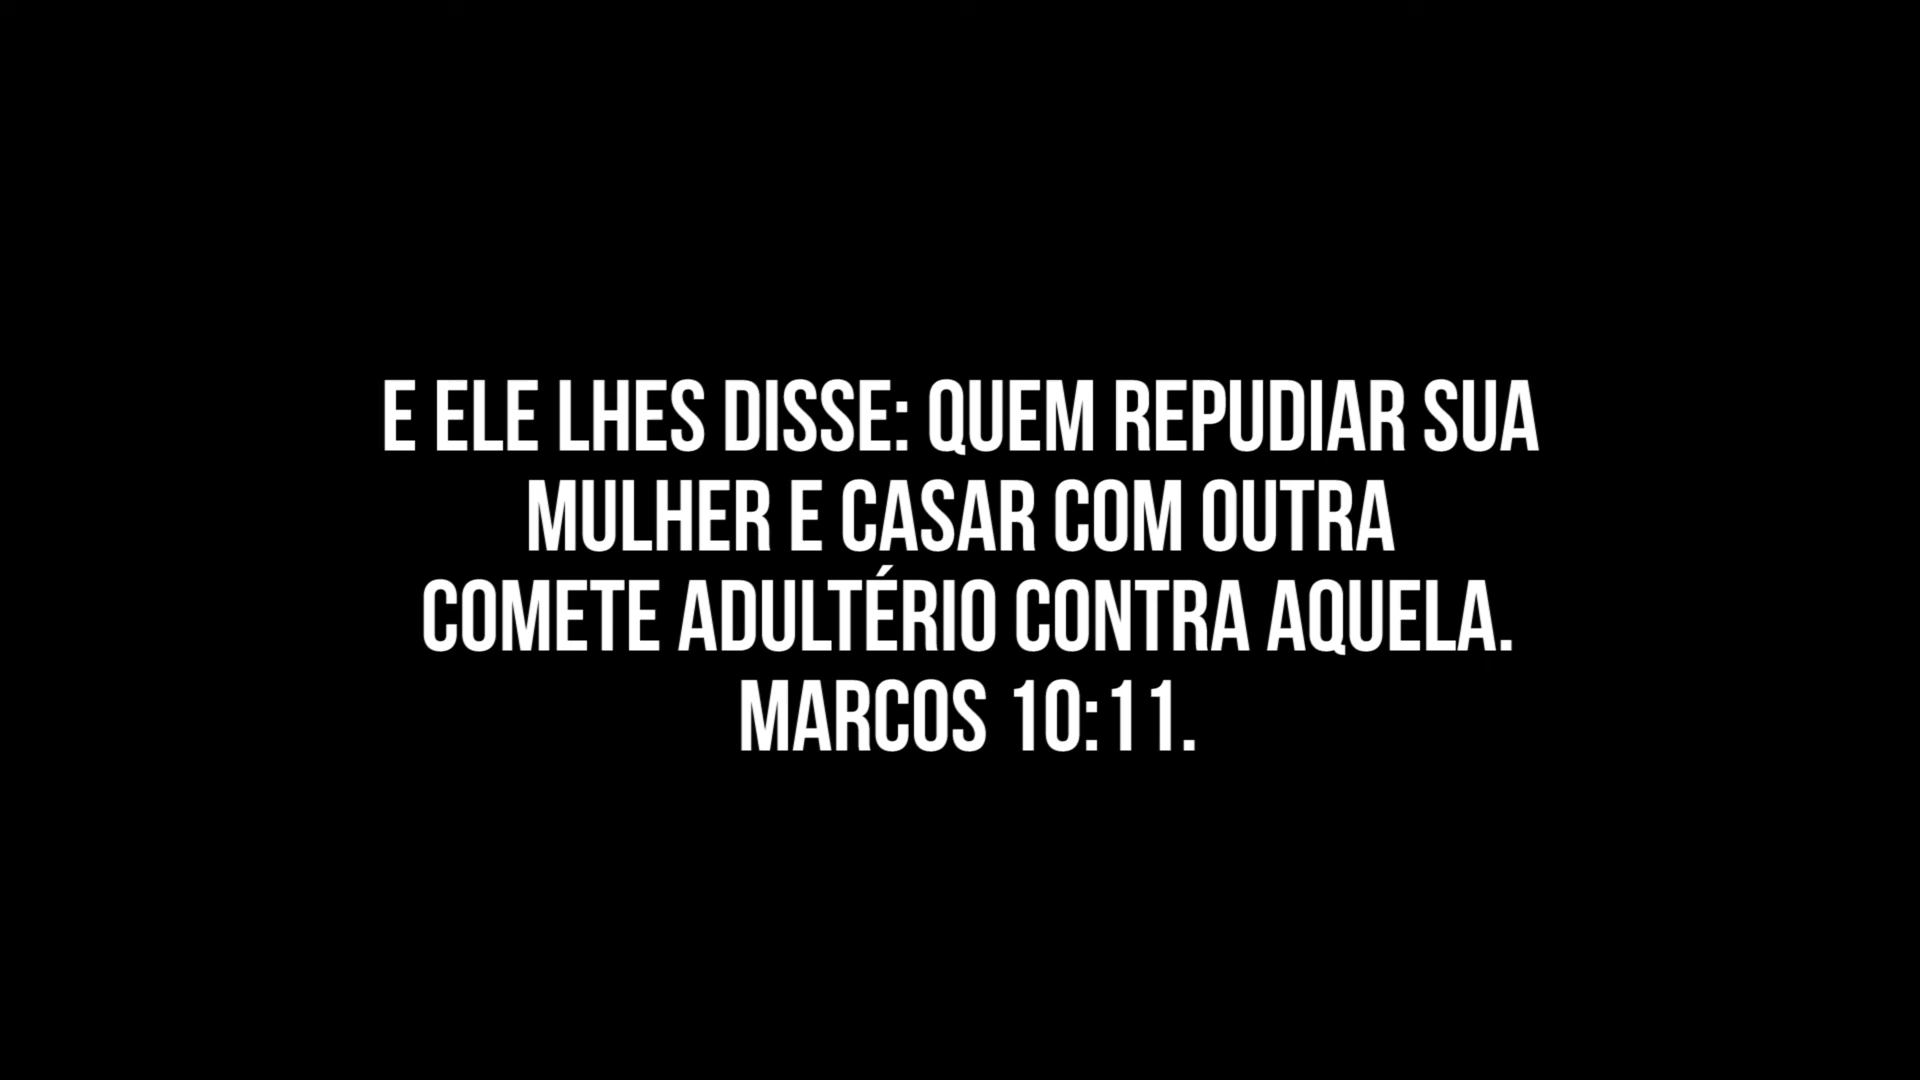 E ELE LHES DISSE: QUEM REPUDIAR SUA
MULHER E CASAR COM OUTRA
COMETE ADULTÉRIO CONTRA AQUELA.
MARCOS 10:11.